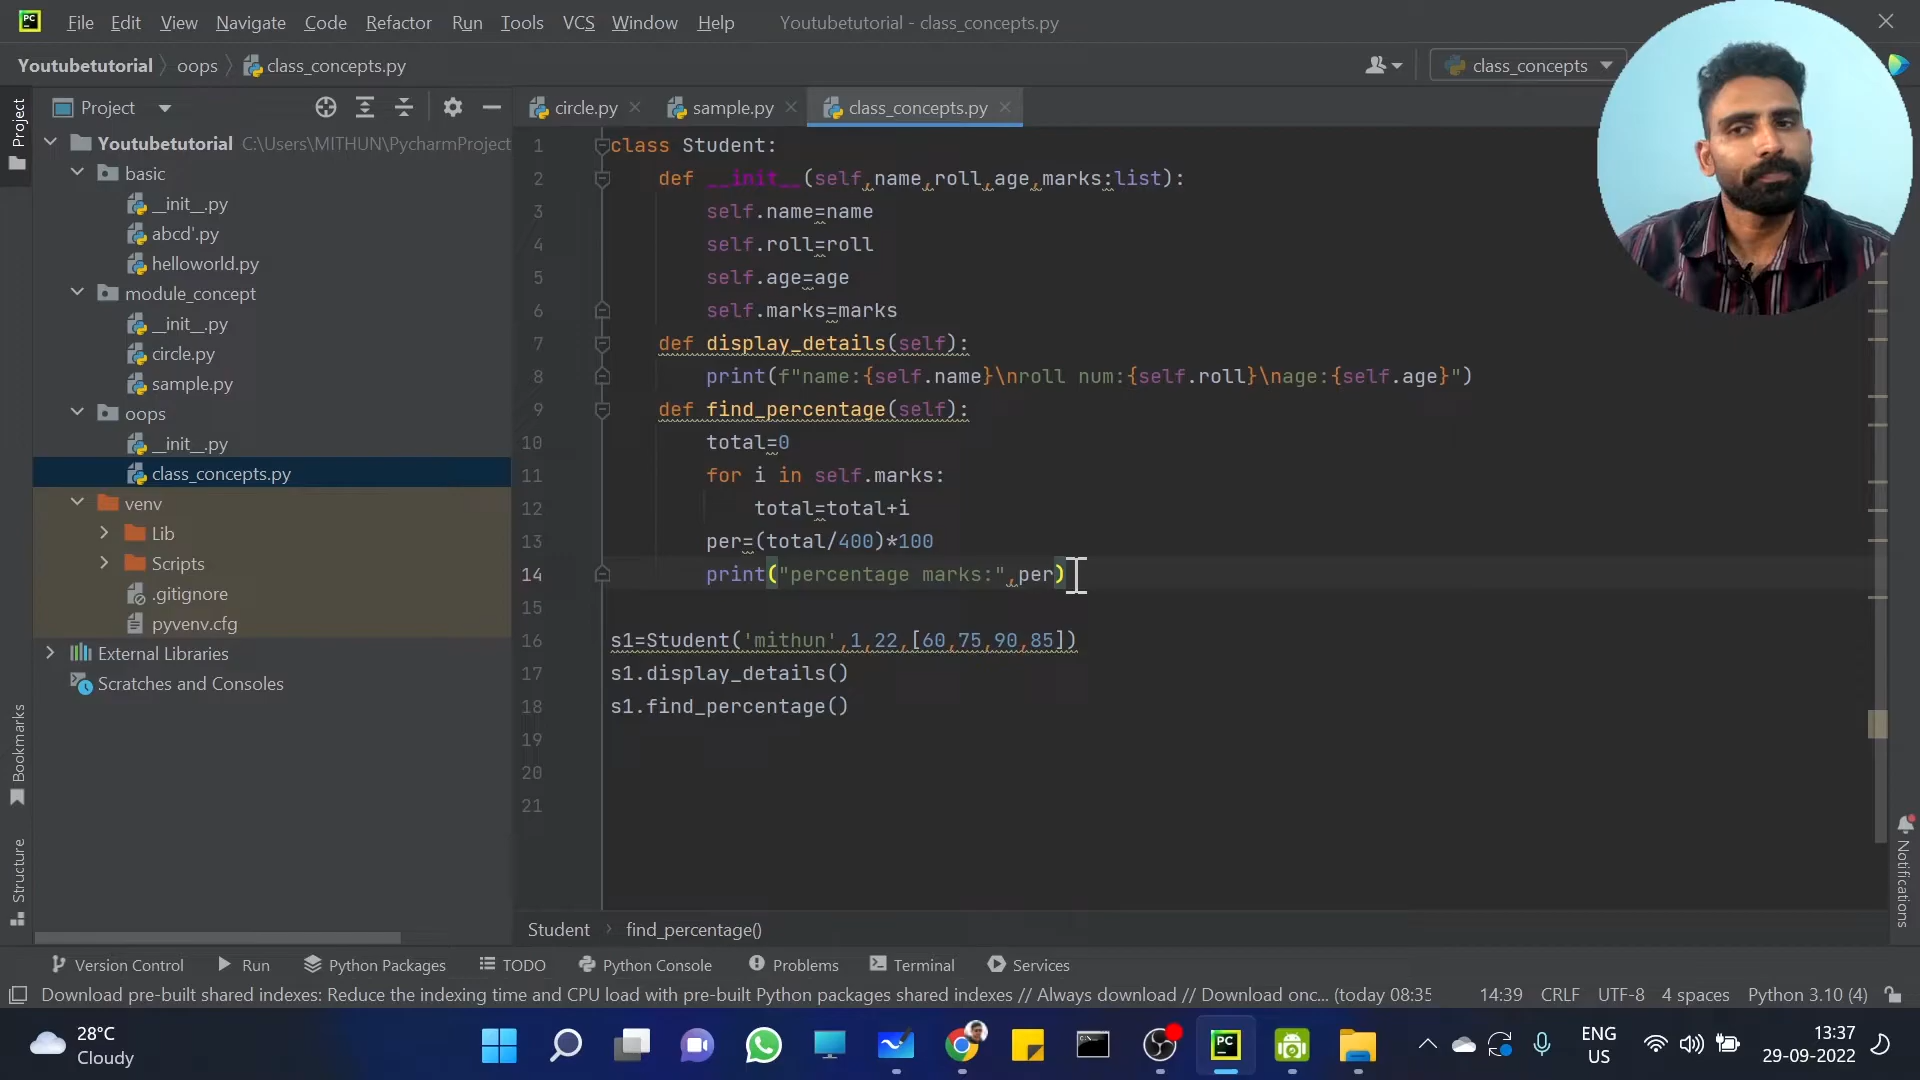 PC File Edit View Navigate Code Refactor Run Tools VCS Window Help Youtubetutorial - class_concepts.py
Youtubetutorial oops class_concepts.py class_concepts
Project
Project circle.py sample.py class_concepts.py
Youtubetutorial C:\Users\MITHUN\PycharmProject
basic
__init__.py
abcd'.py
helloworld.py
module_concept
__init__.py
circle.py
sample.py
oops
__init__.py
class_concepts.py
venv
Lib
Scripts
.gitignore
pyvenv.cfg
External Libraries
Scratches and Consoles
Bookmarks
Structure
1 class Student:
2 def __init__(self,name,roll,age,marks:list):
3 self.name=name
4 self.roll=roll
5 self.age=age
6 self.marks=marks
7 def display_details(self):
8 print(f"name:{self.name}\nroll num:{self.roll}\nage:{self.age}")
9 def find_percentage(self):
10 total=0
11 for i in self.marks:
12 total=total+i
13 per=(total/400)*100
14 print("percentage marks:",per)
15
16 s1=Student('mithun',1,22,[60,75,90,85])
17 s1.display_details()
18 s1.find_percentage()
19
20
21
Notifications
Student find_percentage()
Version Control Run Python Packages TODO Python Console Problems Terminal Services
Download pre-built shared indexes: Reduce the indexing time and CPU load with pre-built Python packages shared indexes // Always download // Download onc... (today 08:35 14:39 CRLF UTF-8 4 spaces Python 3.10 (4)
28°C
Cloudy
PC
ENG
US
13:37
29-09-2022